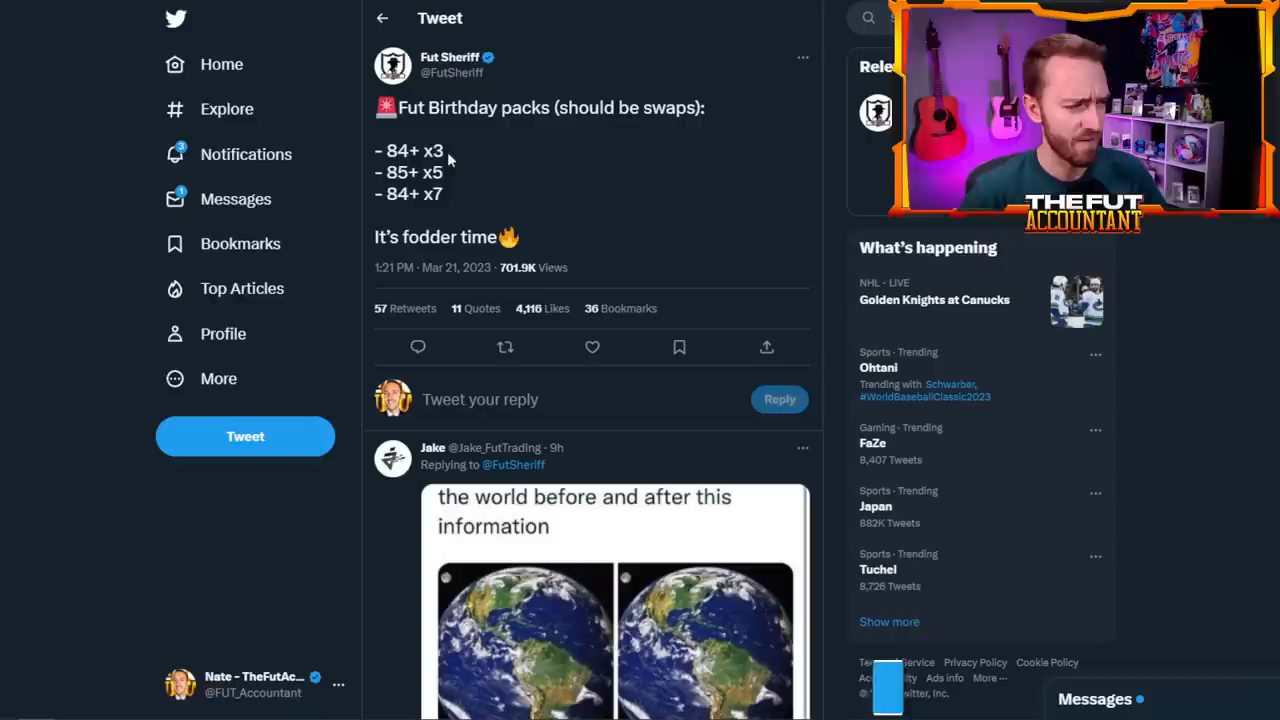 Home
Explore
3
Notifications
1
Messages
Bookmarks
Top Articles
Profile
More
Tweet
Nate - TheFutAc...
@FUT_Accountant
Tweet
Fut Sheriff
@FutSheriff
🚨Fut Birthday packs (should be swaps):
- 84+ x3
- 85+ x5
- 84+ x7
It's fodder time🔥
1:21 PM · Mar 21, 2023 · 701.9K Views
57 Retweets 11 Quotes 4,116 Likes 36 Bookmarks
Tweet your reply
Reply
Jake @Jake_FutTrading · 9h
Replying to @FutSheriff
the world before and after this
information
Rele
THE FUT
ACCOUNTANT
What's happening
NHL · LIVE
Golden Knights at Canucks
Sports · Trending
Ohtani
Trending with Schwarber,
#WorldBaseballClassic2023
Gaming · Trending
FaZe
8,407 Tweets
Sports · Trending
Japan
882K Tweets
Sports · Trending
Tuchel
8,726 Tweets
Show more
Service Privacy Policy Cookie Policy
Ads info More ···
Inc.
Messages